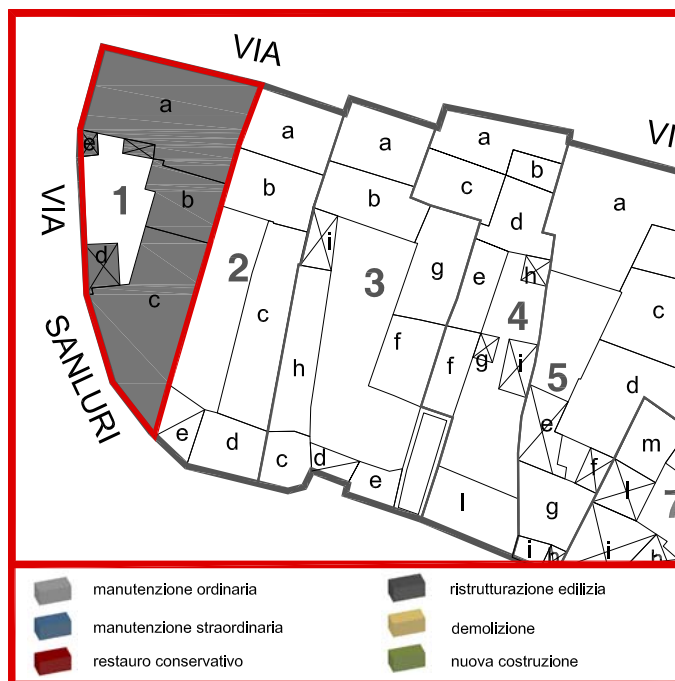 VIA
VI
a
a
a
a
b
a
e
b
b
b
c
d
1
i
2
3
g
e
h
c
d
4
c
c
f
f
g
i
5
d
h
e
m
e
d
c
d
e
l
f
l
g
7
i
h
i
h
VIA
SANLURI
manutenzione ordinaria
manutenzione straordinaria
restauro conservativo
ristrutturazione edilizia
demolizione
nuova costruzione